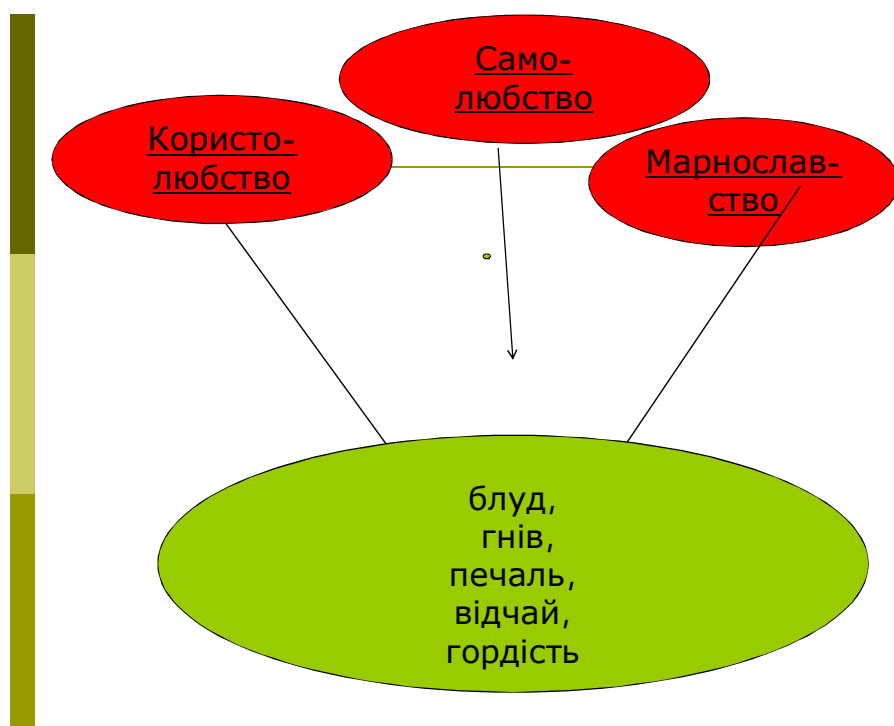 Само-
любство
Користо-
любство
Марнослав-
ство
блуд,
гнів,
печаль,
відчай,
гордість